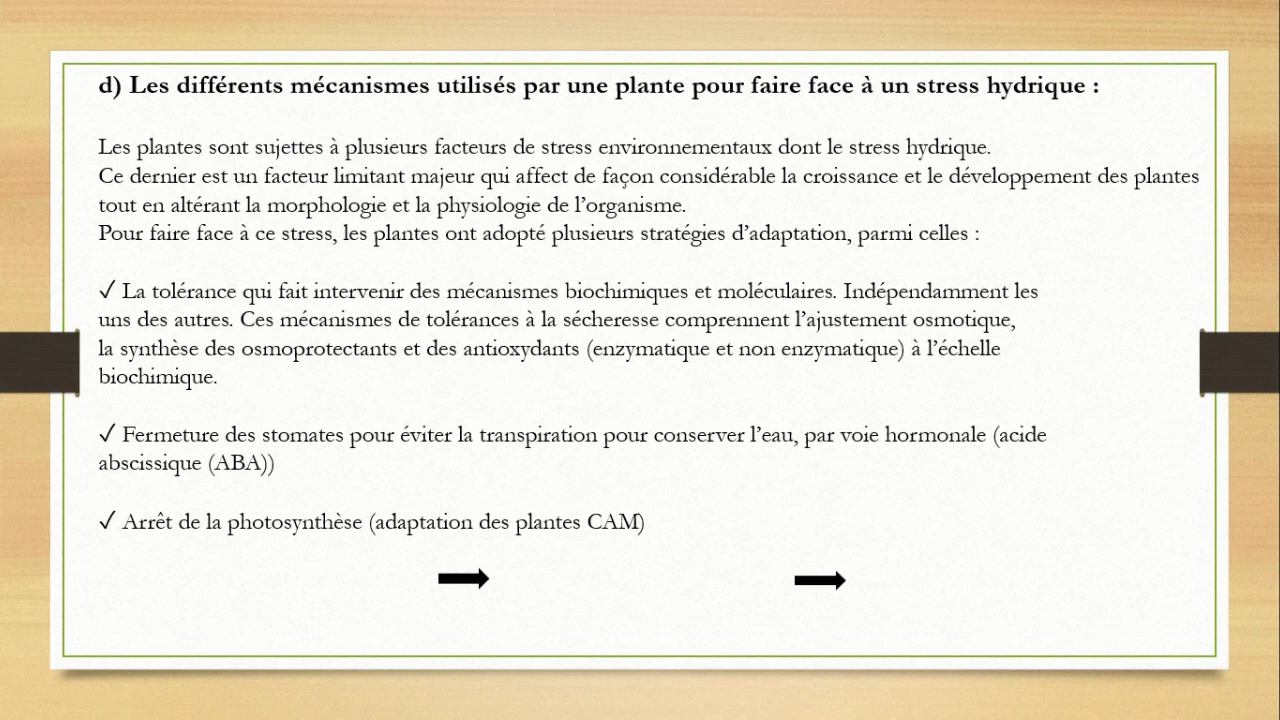 d) Les différents mécanismes utilisés par une plante pour faire face à un stress hydrique :
Les plantes sont sujettes à plusieurs facteurs de stress environnementaux dont le stress hydrique.
Ce dernier est un facteur limitant majeur qui affect de façon considérable la croissance et le développement des plantes
tout en altérant la morphologie et la physiologie de l’organisme.
Pour faire face à ce stress, les plantes ont adopté plusieurs stratégies d’adaptation, parmi celles :
✓ La tolérance qui fait intervenir des mécanismes biochimiques et moléculaires. Indépendamment les
uns des autres. Ces mécanismes de tolérances à la sécheresse comprennent l’ajustement osmotique,
la synthèse des osmoprotectants et des antioxydants (enzymatique et non enzymatique) à l’échelle
biochimique.
✓ Fermeture des stomates pour éviter la transpiration pour conserver l’eau, par voie hormonale (acide
abscissique (ABA))
✓ Arrêt de la photosynthèse (adaptation des plantes CAM)